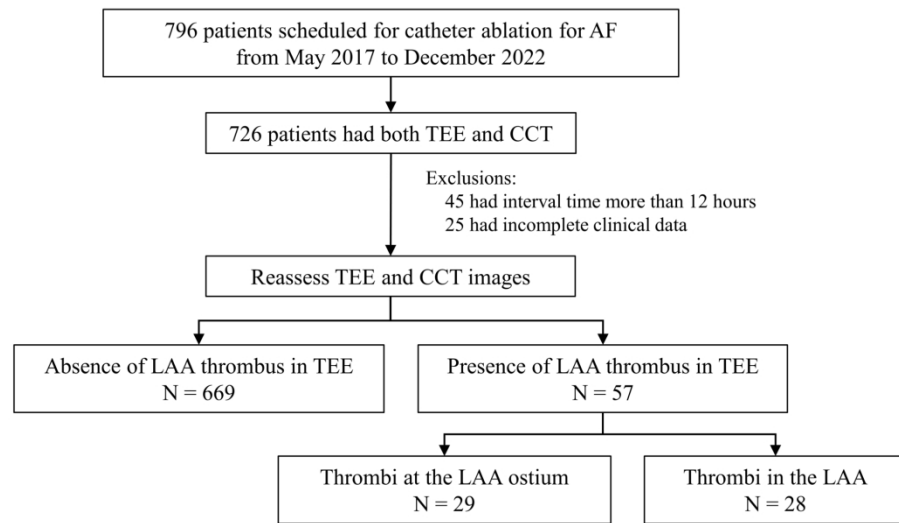 796 patients scheduled for catheter ablation for AF
from May 2017 to December 2022
726 patients had both TEE and CCT
Exclusions:
45 had interval time more than 12 hours
25 had incomplete clinical data
Reassess TEE and CCT images
Absence of LAA thrombus in TEE
N = 669
Presence of LAA thrombus in TEE
N = 57
Thrombi at the LAA ostium
N = 29
Thrombi in the LAA
N = 28